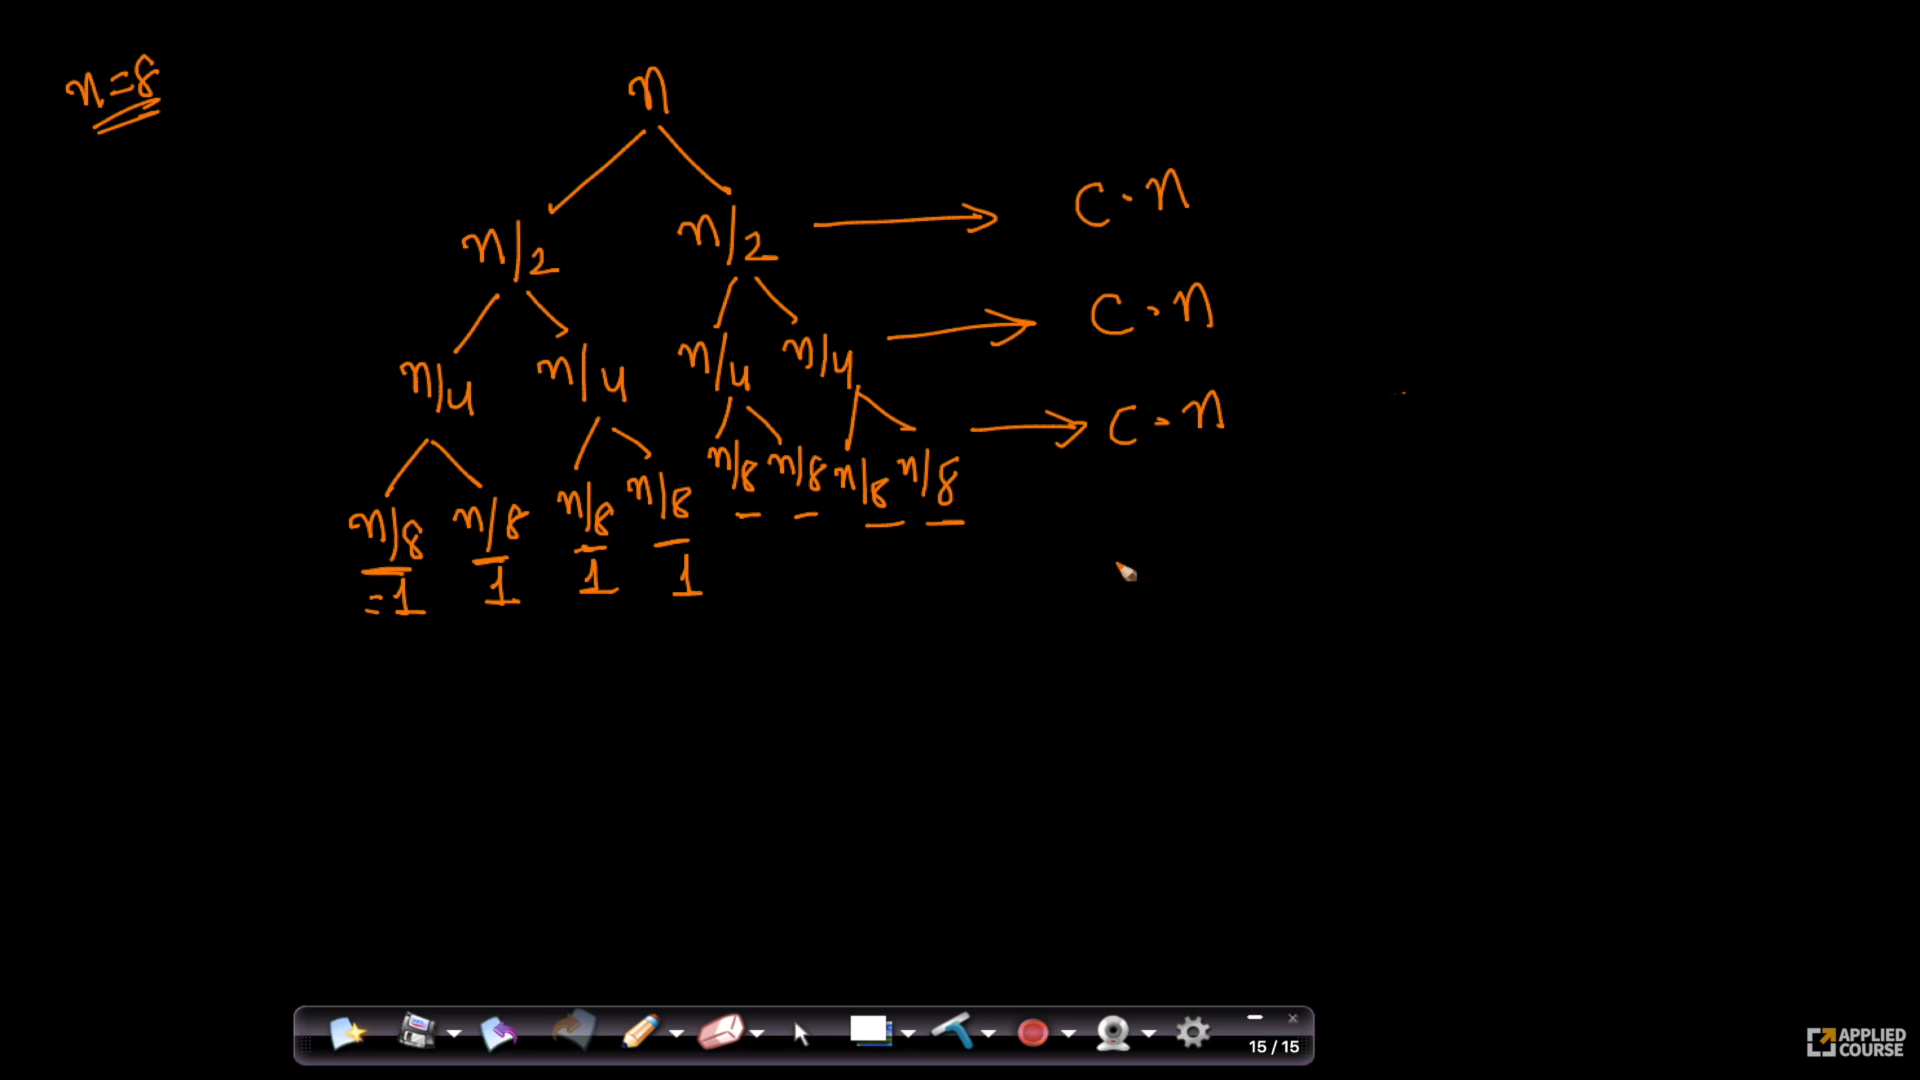 n=8
n
n/2 n/2 → C·n
n/4 n/4 n/4 n/4 → C·n
n/8 n/8 n/8 n/8 n/8 n/8 n/8 n/8 → C·n
=1 1 1 1
15 / 15
APPLIED
COURSE